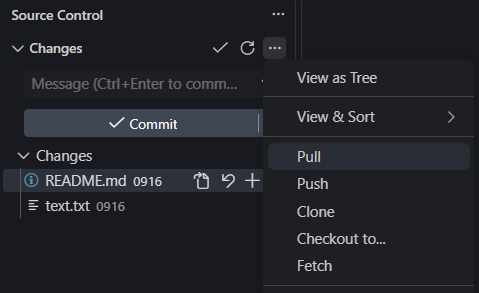 Source Control
Changes
Message (Ctrl+Enter to comm...
Commit
Changes
README.md 0916
text.txt 0916
View as Tree
View & Sort
Pull
Push
Clone
Checkout to...
Fetch